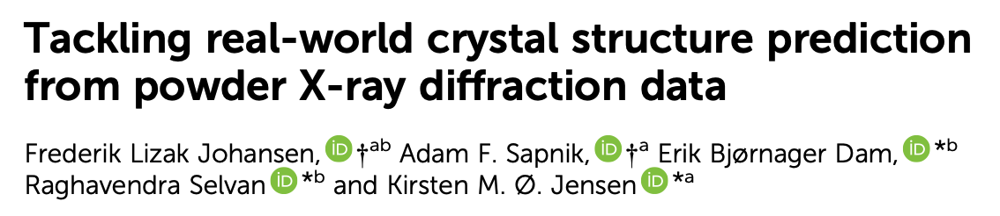 Tackling real-world crystal structure prediction
from powder X-ray diffraction data
Frederik Lizak Johansen, iD †ab Adam F. Sapnik, iD †a Erik Bjørnager Dam, iD *b
Raghavendra Selvan iD *b and Kirsten M. Ø. Jensen iD *a